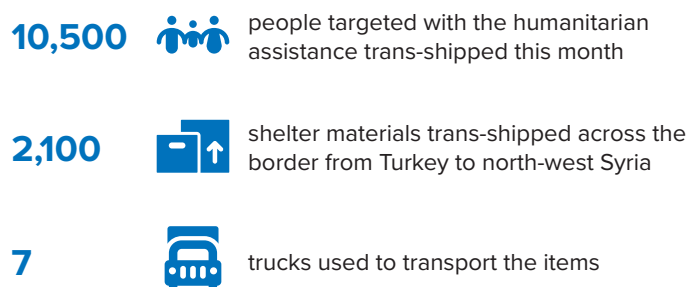 10,500
people targeted with the humanitarian
assistance trans-shipped this month
2,100
shelter materials trans-shipped across the
border from Turkey to north-west Syria
7
trucks used to transport the items